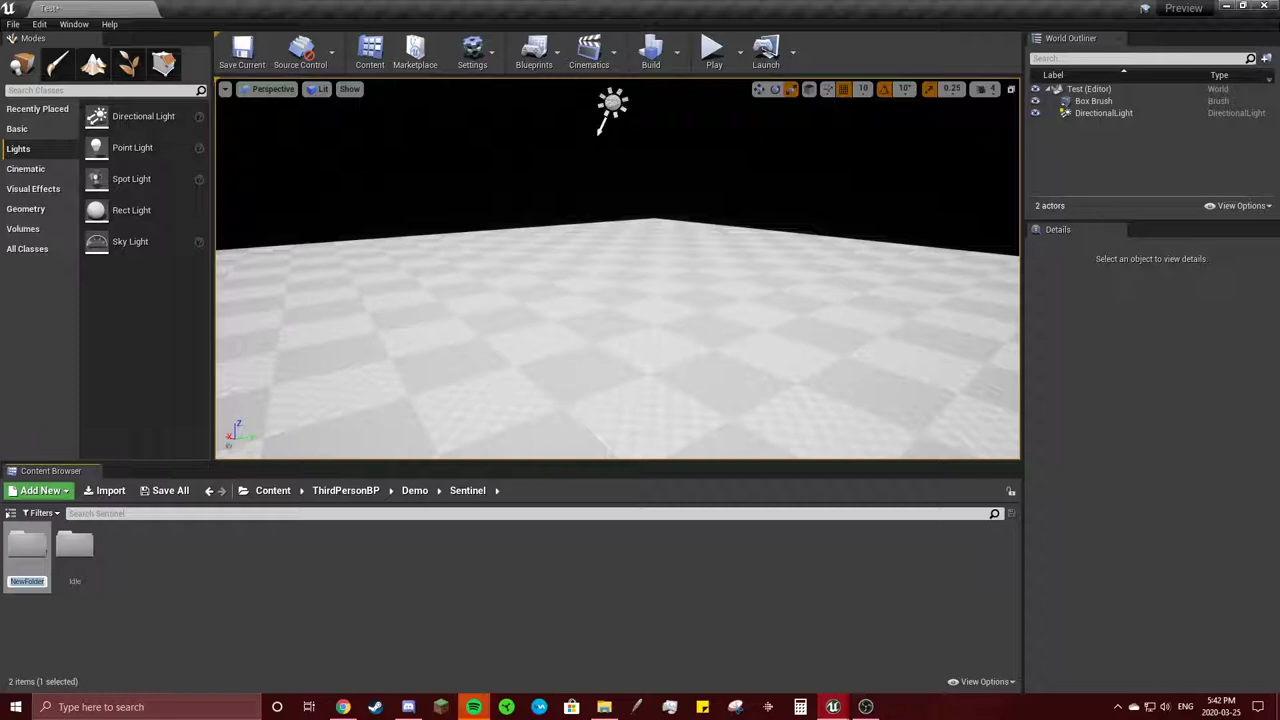 Test*
Preview
File Edit Window Help
Modes
Search Classes
Recently Placed
Basic
Lights
Cinematic
Visual Effects
Geometry
Volumes
All Classes
Directional Light
Point Light
Spot Light
Rect Light
Sky Light
Save Current
Source Control
Content
Marketplace
Settings
Blueprints
Cinematics
Build
Play
Launch
Perspective Lit Show
10 10° 0.25 4
Z
X
Y
World Outliner
Search...
Label Type
Test (Editor) World
Box Brush Brush
DirectionalLight DirectionalLight
2 actors View Options
Details
Select an object to view details.
Content Browser
Add New Import Save All Content ThirdPersonBP Demo Sentinel
Filters Search Sentinel
NewFolder Idle
2 items (1 selected) View Options
Type here to search
ENG
5:42 PM
2020-03-25